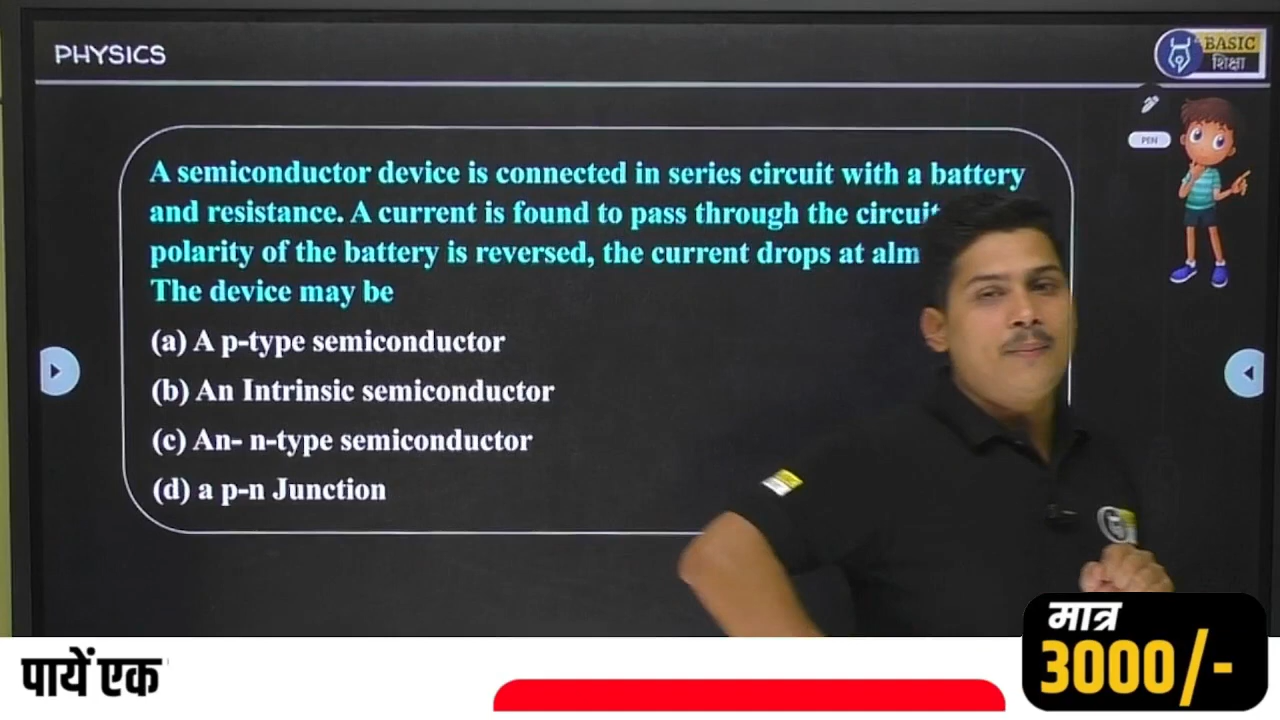 PHYSICS
BASIC
शिक्षा
PEN
A semiconductor device is connected in series circuit with a battery
and resistance. A current is found to pass through the circuit
polarity of the battery is reversed, the current drops at alm
The device may be
(a) A p-type semiconductor
(b) An Intrinsic semiconductor
(c) An- n-type semiconductor
(d) a p-n Junction
मात्र
3000/-
पायें एक